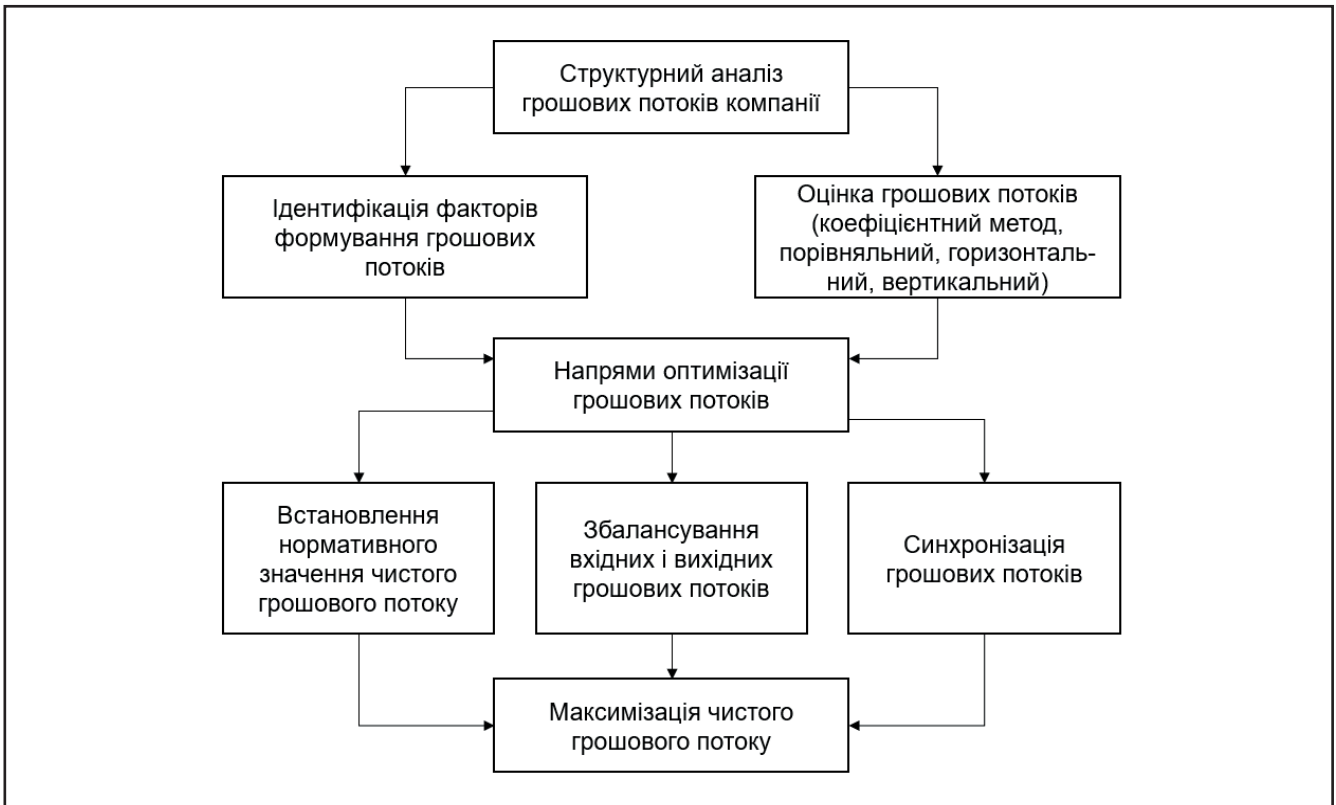 Структурний аналіз
грошових потоків компанії
Ідентифікація факторів
формування грошових
потоків
Оцінка грошових потоків
(коефіцієнтний метод,
порівняльний, горизонталь-
ний, вертикальний)
Напрями оптимізації
грошових потоків
Встановлення
нормативного
значення чистого
грошового потоку
Збалансування
вхідних і вихідних
грошових потоків
Синхронізація
грошових потоків
Максимізація чистого
грошового потоку